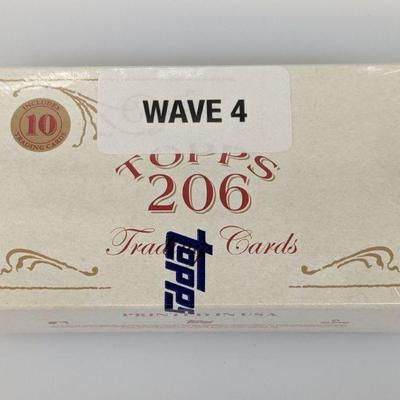 WAVE 4
INCLUDES
10
TRADING CARDS
TOPPS
206
Trading Cards
Topps
PRINTED IN USA